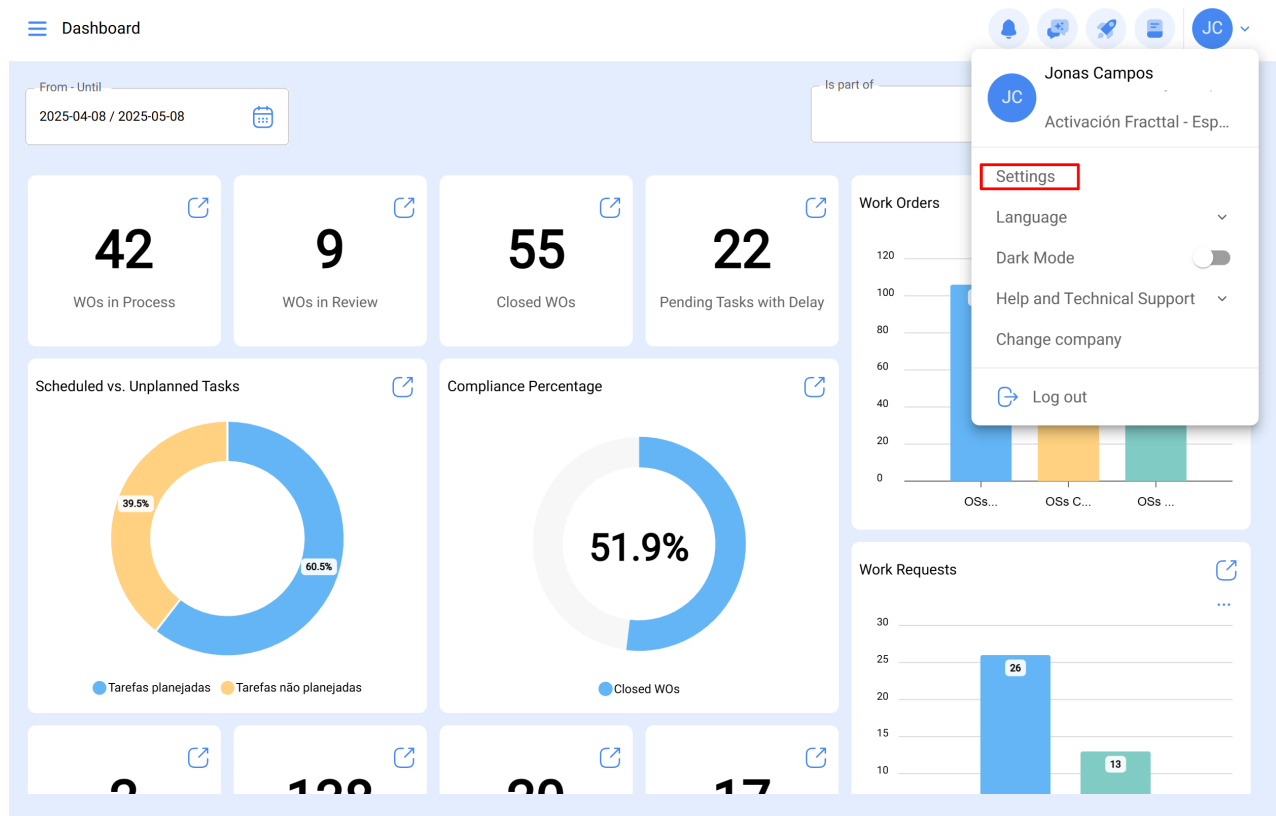 Dashboard
JC
From - Until
2025-04-08 / 2025-05-08
Is part of
JC
Jonas Campos
Activación Fracttal - Esp...
Settings
Language
Dark Mode
Help and Technical Support
Change company
Log out
42
WOs in Process
9
WOs in Review
55
Closed WOs
22
Pending Tasks with Delay
Work Orders
120
100
80
60
40
20
0
OSs...
OSs C...
OSs ...
Scheduled vs. Unplanned Tasks
39.5%
60.5%
Tarefas planejadas
Tarefas não planejadas
Compliance Percentage
51.9%
Closed WOs
Work Requests
...
30
25
20
15
10
26
13